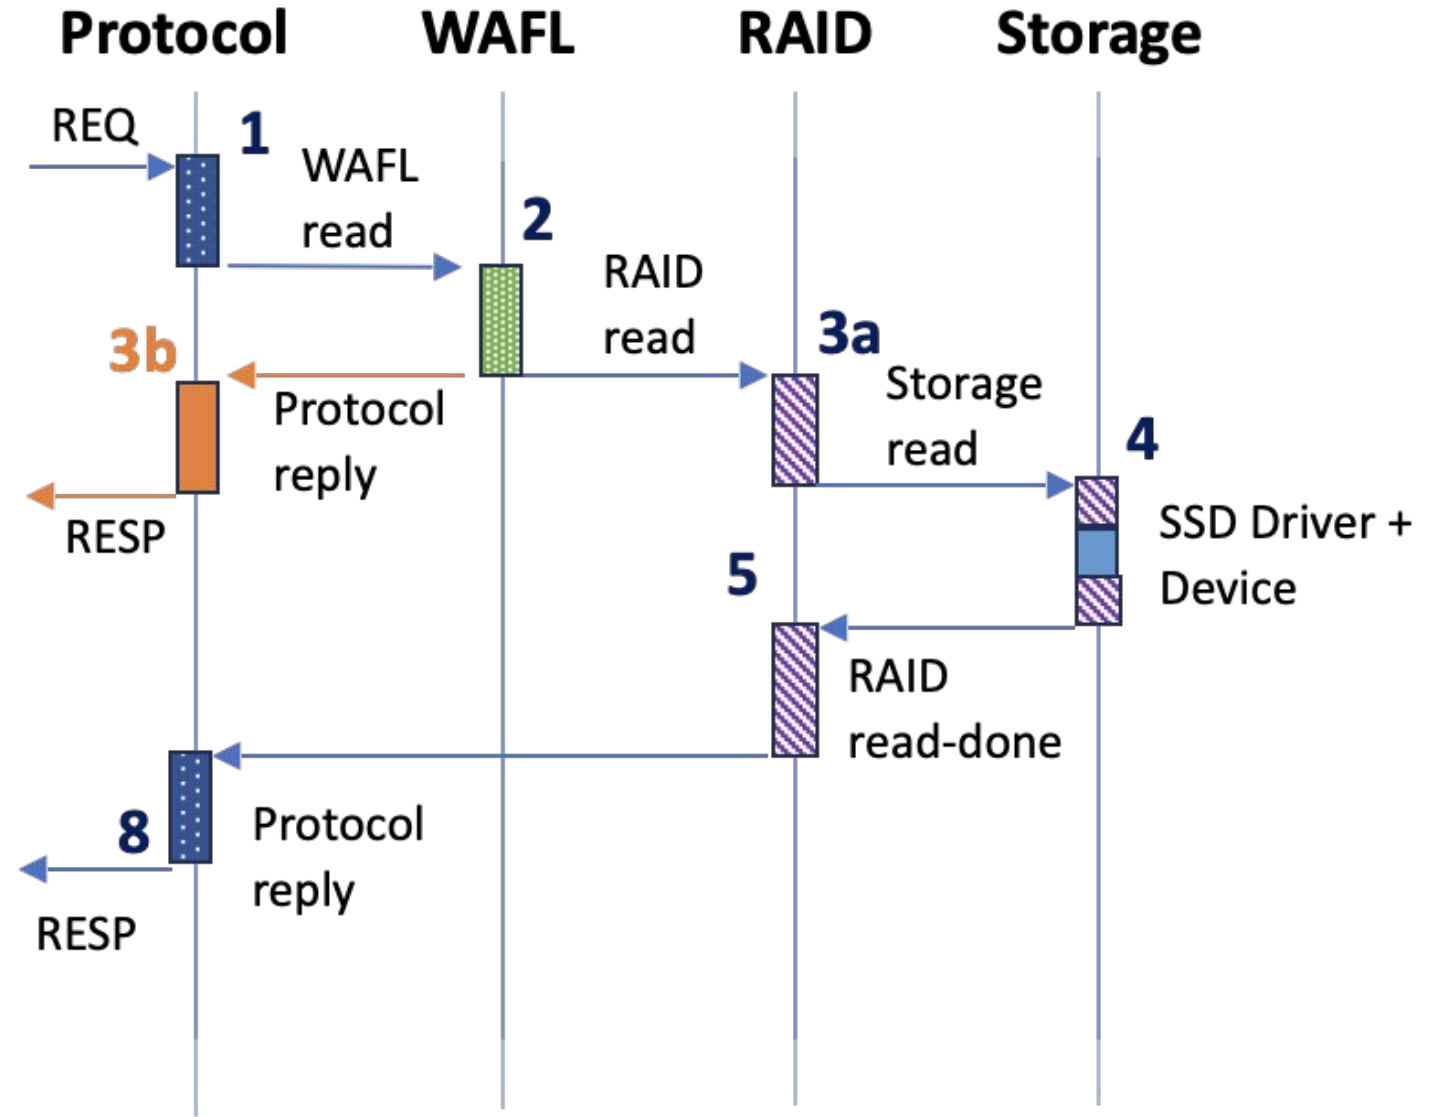 Protocol
WAFL
RAID
Storage
REQ
1
WAFL
read
2
RAID
read
3a
3b
Protocol
reply
Storage
read
4
RESP
SSD Driver +
Device
5
RAID
read-done
8
Protocol
reply
RESP